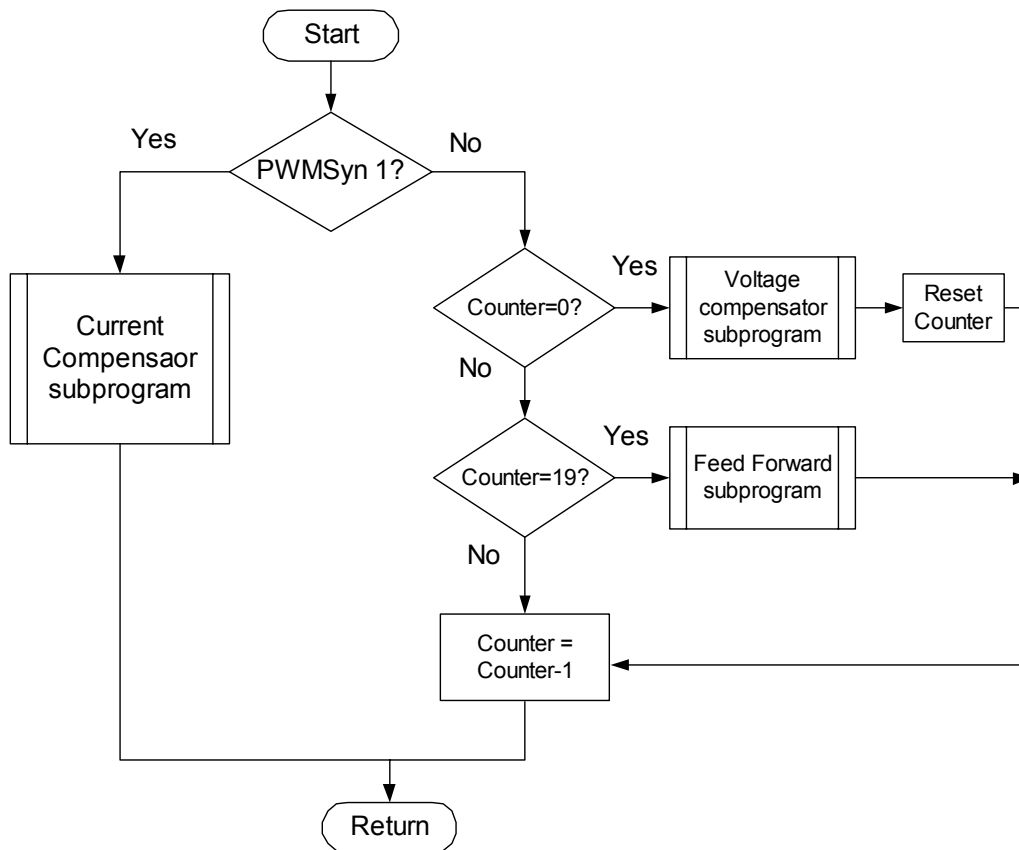 Start
Yes
No
PWMSyn 1?
Current
Compensaor
subprogram
Counter=0?
Yes
Voltage
compensator
subprogram
Reset
Counter
No
Counter=19?
Yes
Feed Forward
subprogram
No
Counter =
Counter-1
Return